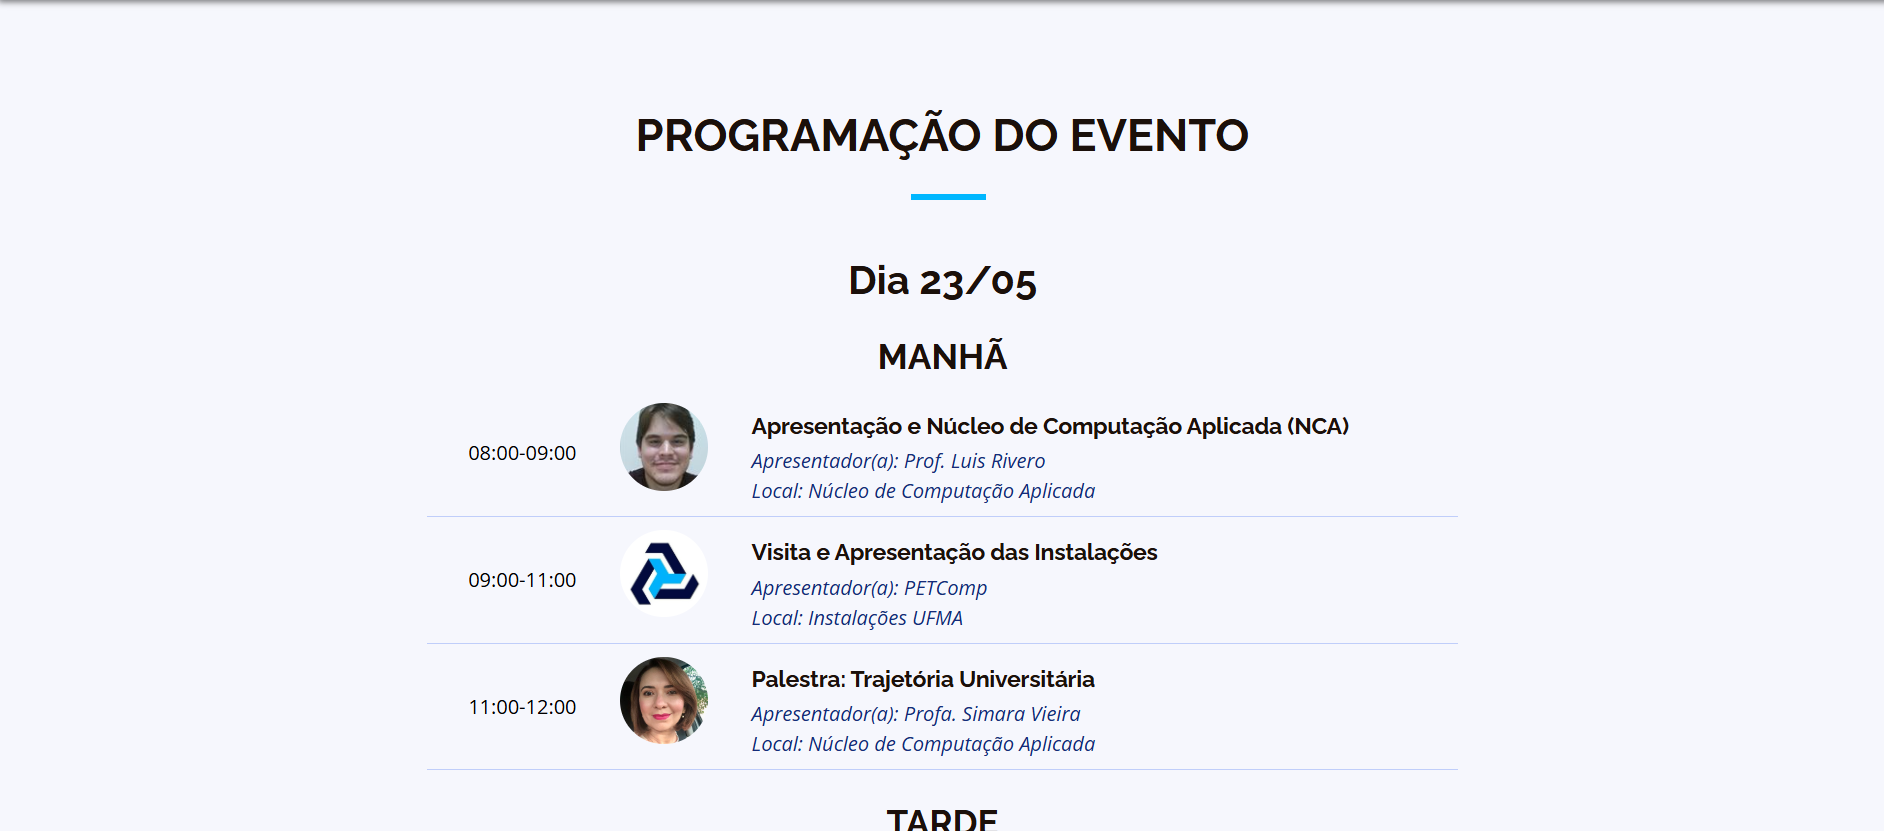 PROGRAMAÇÃO DO EVENTO
Dia 23/05
MANHÃ
08:00-09:00
Apresentação e Núcleo de Computação Aplicada (NCA)
Apresentador(a): Prof. Luis Rivero
Local: Núcleo de Computação Aplicada
09:00-11:00
Visita e Apresentação das Instalações
Apresentador(a): PETComp
Local: Instalações UFMA
11:00-12:00
Palestra: Trajetória Universitária
Apresentador(a): Profa. Simara Vieira
Local: Núcleo de Computação Aplicada
TARDE